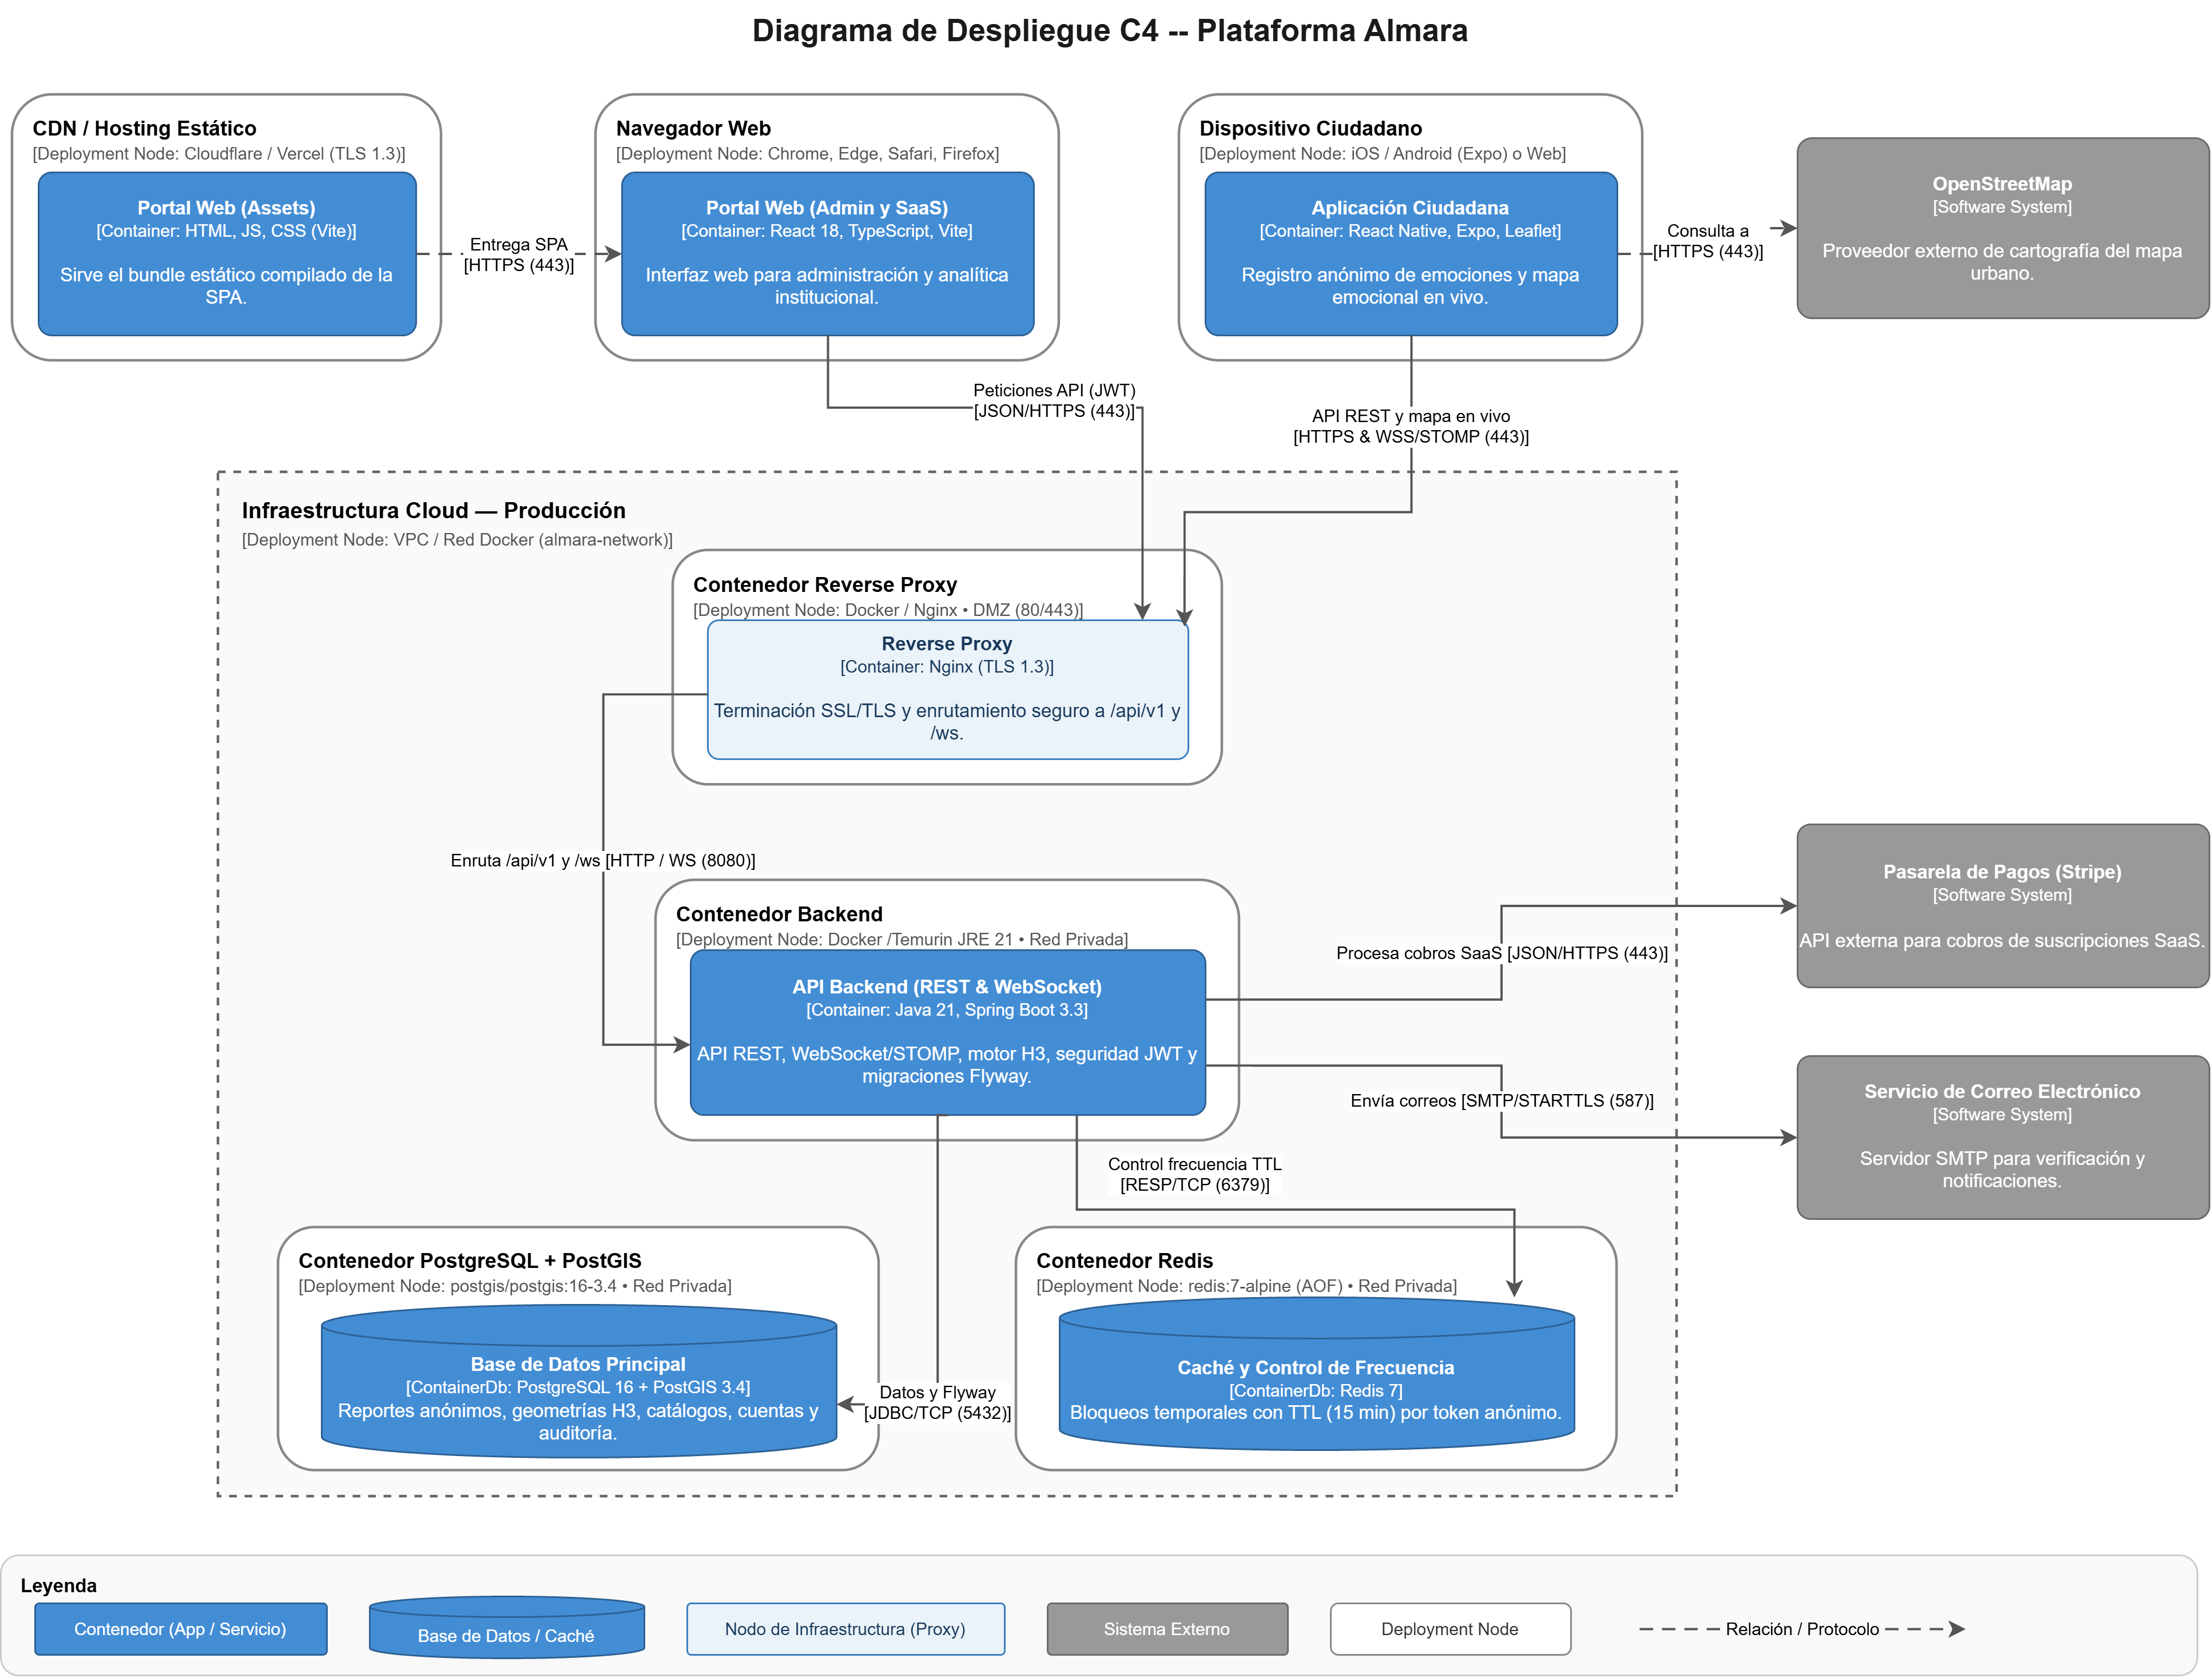 Diagrama de Despliegue C4 -- Plataforma Almara
CDN / Hosting Estático
[Deployment Node: Cloudflare / Vercel (TLS 1.3)]
Portal Web (Assets)
[Container: HTML, JS, CSS (Vite)]
Sirve el bundle estático compilado de la
SPA.
Entrega SPA
[HTTPS (443)]
Navegador Web
[Deployment Node: Chrome, Edge, Safari, Firefox]
Portal Web (Admin y SaaS)
[Container: React 18, TypeScript, Vite]
Interfaz web para administración y analítica
institucional.
Dispositivo Ciudadano
[Deployment Node: iOS / Android (Expo) o Web]
Aplicación Ciudadana
[Container: React Native, Expo, Leaflet]
Registro anónimo de emociones y mapa
emocional en vivo.
Consulta a
[HTTPS (443)]
OpenStreetMap
[Software System]
Proveedor externo de cartografía del mapa
urbano.
Peticiones API (JWT)
[JSON/HTTPS (443)]
API REST y mapa en vivo
[HTTPS & WSS/STOMP (443)]
Infraestructura Cloud — Producción
[Deployment Node: VPC / Red Docker (almara-network)]
Contenedor Reverse Proxy
[Deployment Node: Docker / Nginx • DMZ (80/443)]
Reverse Proxy
[Container: Nginx (TLS 1.3)]
Terminación SSL/TLS y enrutamiento seguro a /api/v1 y
/ws.
Enruta /api/v1 y /ws [HTTP / WS (8080)]
Contenedor Backend
[Deployment Node: Docker /Temurin JRE 21 • Red Privada]
API Backend (REST & WebSocket)
[Container: Java 21, Spring Boot 3.3]
API REST, WebSocket/STOMP, motor H3, seguridad JWT y
migraciones Flyway.
Procesa cobros SaaS [JSON/HTTPS (443)]
Pasarela de Pagos (Stripe)
[Software System]
API externa para cobros de suscripciones SaaS.
Envía correos [SMTP/STARTTLS (587)]
Servicio de Correo Electrónico
[Software System]
Servidor SMTP para verificación y
notificaciones.
Control frecuencia TTL
[RESP/TCP (6379)]
Contenedor PostgreSQL + PostGIS
[Deployment Node: postgis/postgis:16-3.4 • Red Privada]
Base de Datos Principal
[ContainerDb: PostgreSQL 16 + PostGIS 3.4]
Reportes anónimos, geometrías H3, catálogos, cuentas y
auditoría.
Datos y Flyway
[JDBC/TCP (5432)]
Contenedor Redis
[Deployment Node: redis:7-alpine (AOF) • Red Privada]
Caché y Control de Frecuencia
[ContainerDb: Redis 7]
Bloqueos temporales con TTL (15 min) por token anónimo.
Leyenda
Contenedor (App / Servicio)
Base de Datos / Caché
Nodo de Infraestructura (Proxy)
Sistema Externo
Deployment Node
Relación / Protocolo